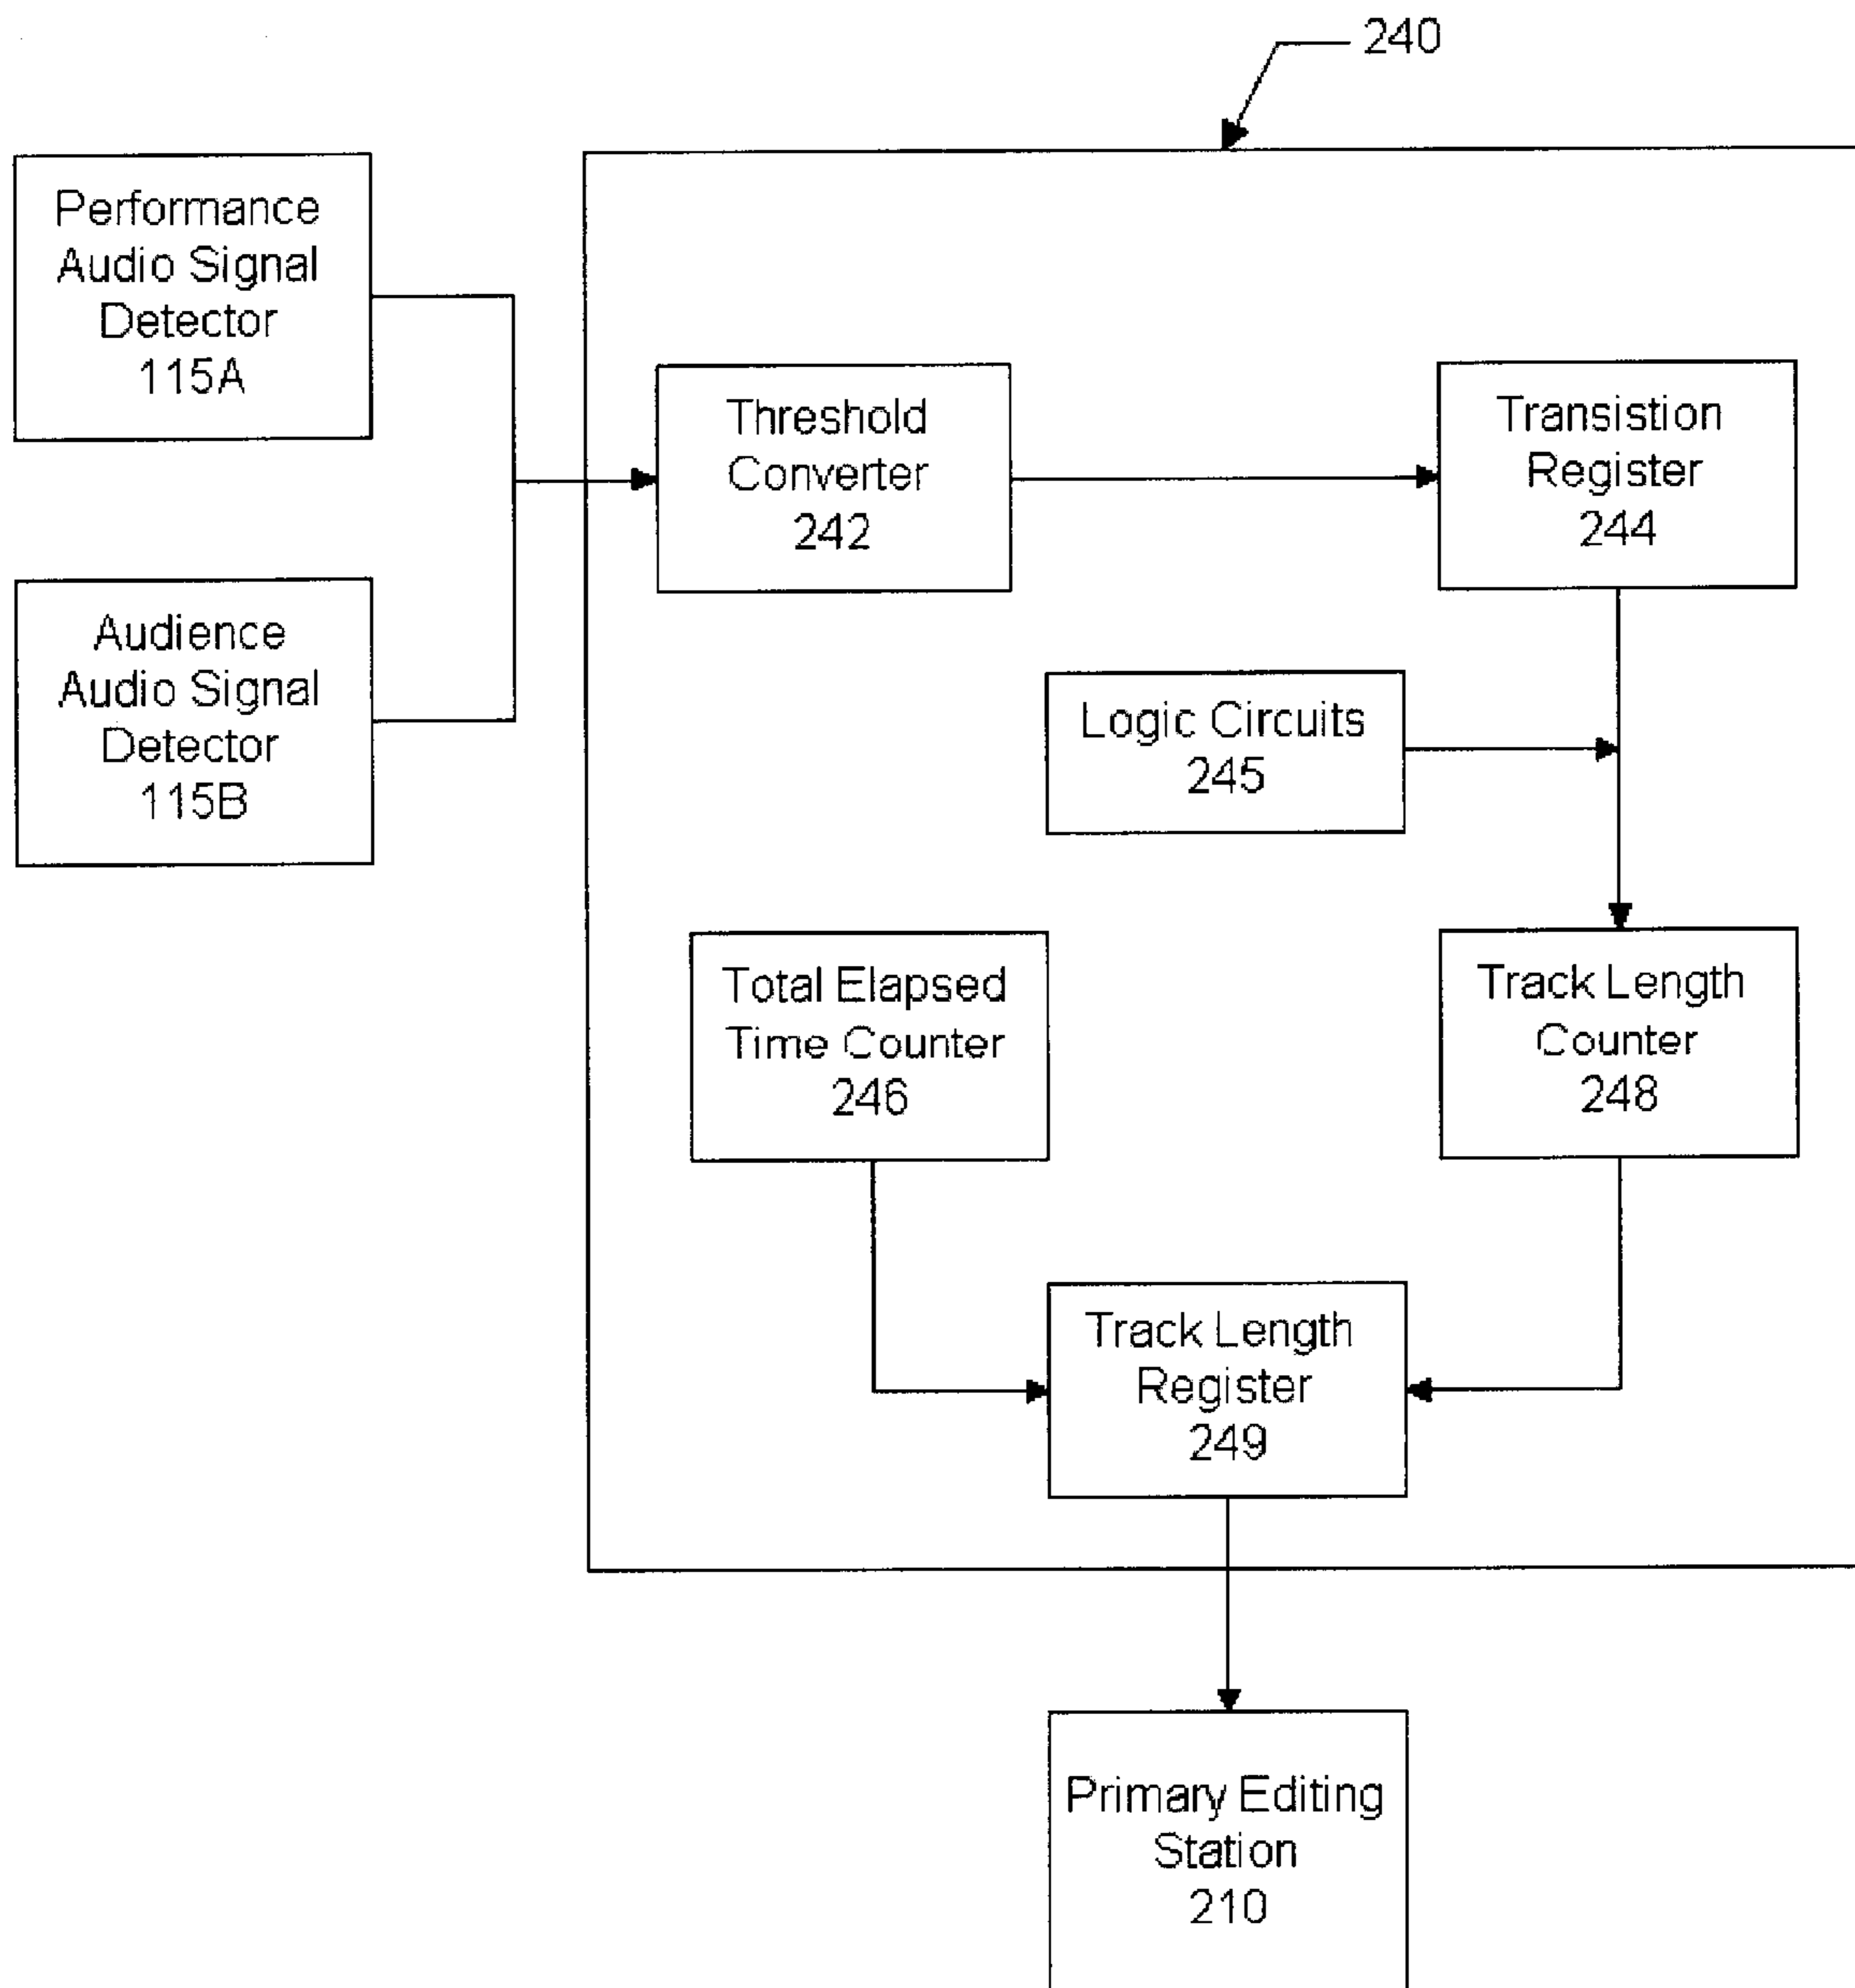 240
Performance
Audio Signal
Detector
115A
Threshold
Converter
242
Transistion
Register
244
Audience
Audio Signal
Detector
115B
Logic Circuits
245
Total Elapsed
Time Counter
246
Track Length
Counter
248
Track Length
Register
249
Primary Editing
Station
210